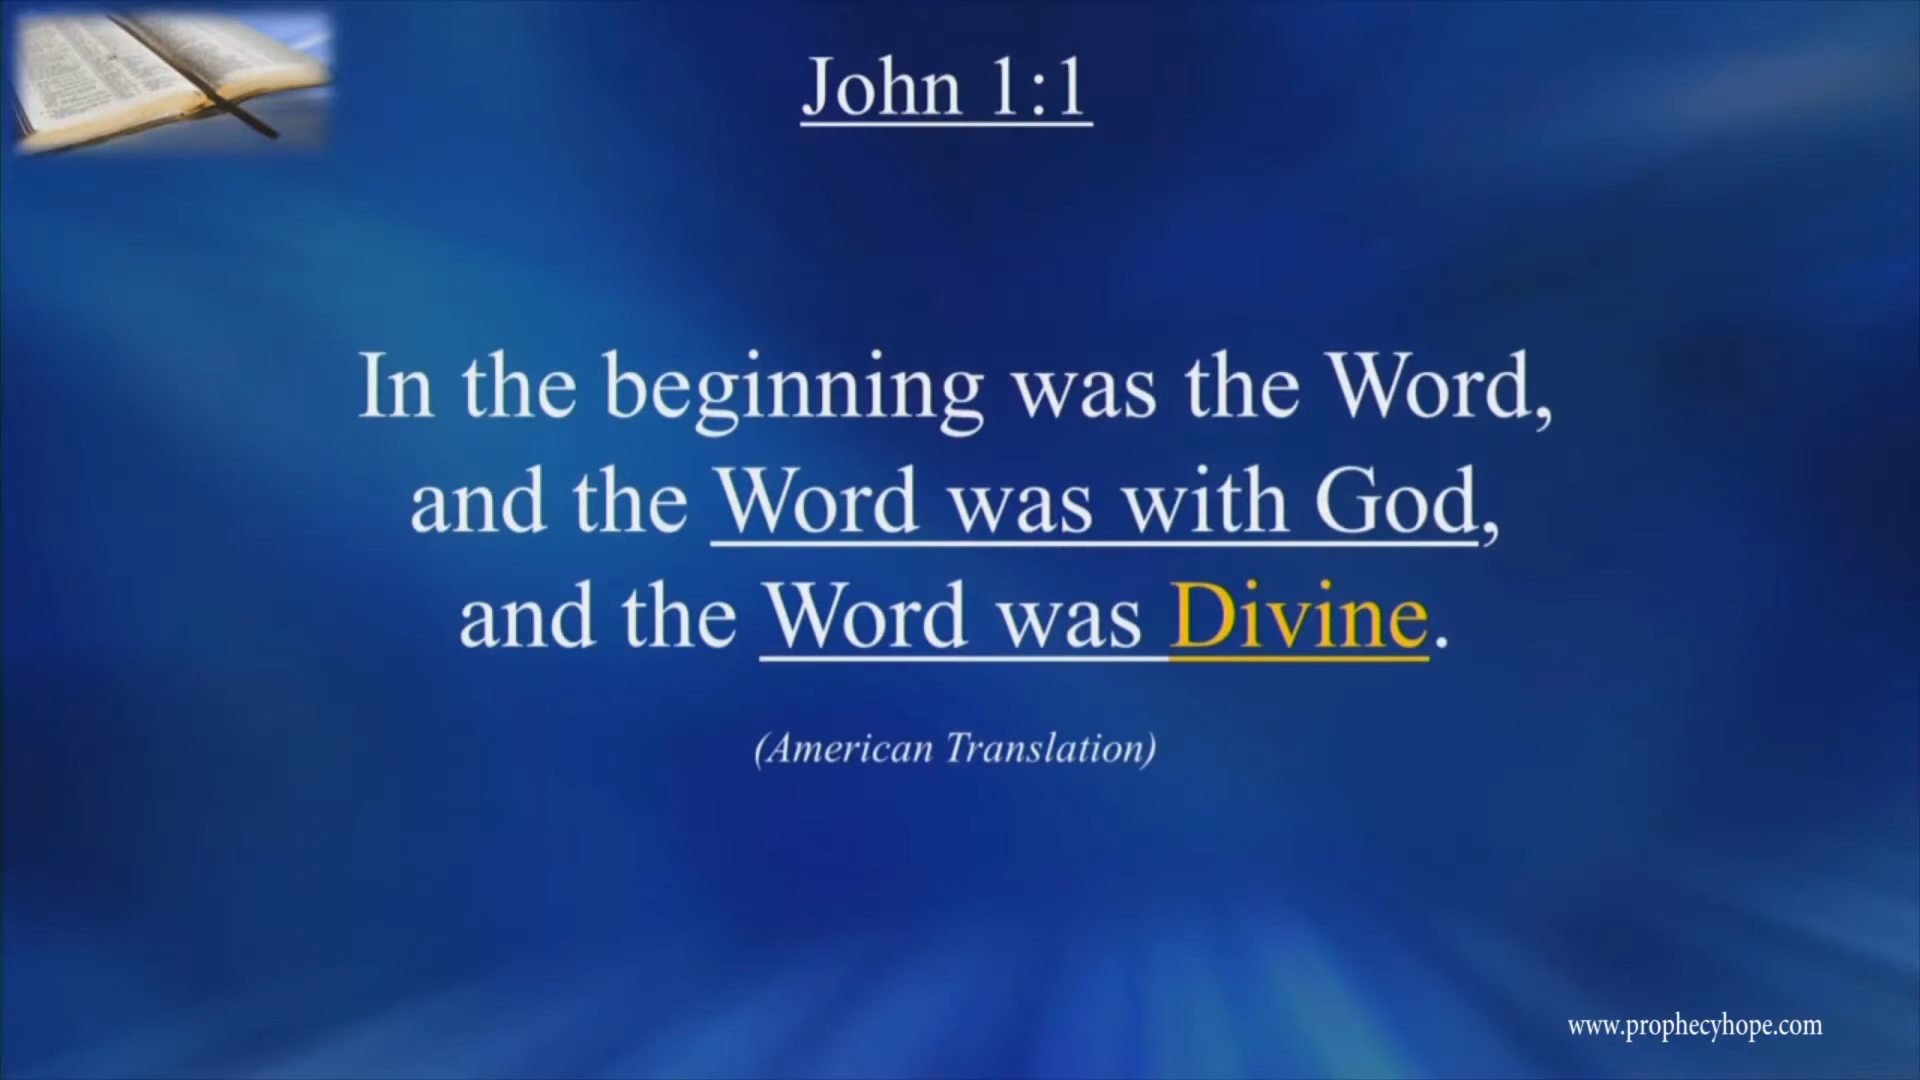 John 1:1
In the beginning was the Word,
and the Word was with God,
and the Word was Divine.
(American Translation)
www.prophecyhope.com